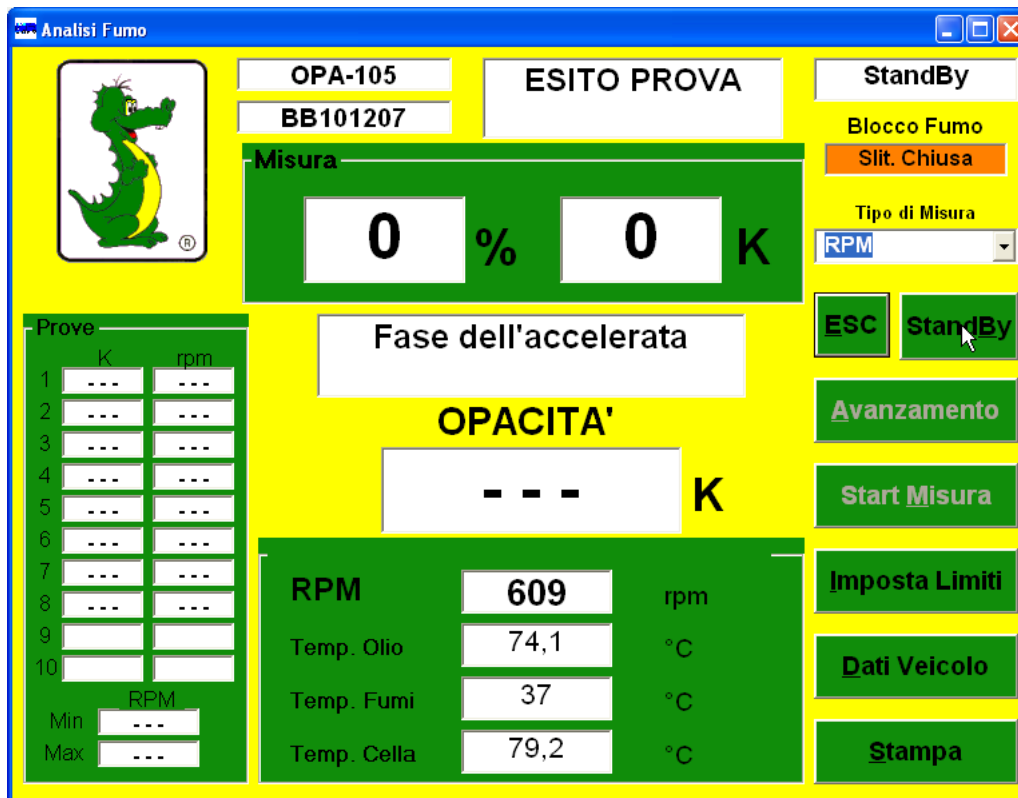 Analisi Fumo
OPA-105
BB101207
ESITO PROVA
StandBy
Blocco Fumo
Slit. Chiusa
Tipo di Misura
RPM
Misura
0 % 0 K
®
ESC StandBy
Avanzamento
Start Misura
Imposta Limiti
Dati Veicolo
Stampa
Fase dell'accelerata
OPACITA'
--- K
Prove
K rpm
1 --- ---
2 --- ---
3 --- ---
4 --- ---
5 --- ---
6 --- ---
7 --- ---
8 --- ---
9
10
RPM
Min ---
Max ---
RPM 609 rpm
Temp. Olio 74,1 °C
Temp. Fumi 37 °C
Temp. Cella 79,2 °C